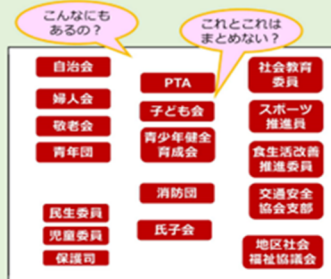 こんなにも
あるの？
これとこれは
まとめない？
自治会
婦人会
敬老会
青年団
民生委員
児童委員
保護司
PTA
子ども会
青少年健全
育成会
消防団
氏子会
社会教育
委員
スポーツ
推進員
食生活改善
推進委員
交通安全
協会支部
地区社会
福祉協議会